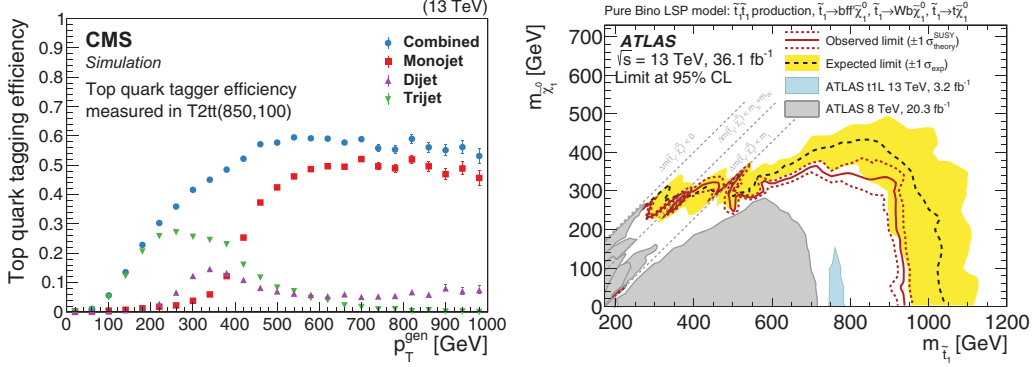 (13 TeV)
CMS
Simulation
Top quark tagger efficiency
measured in T2tt(850,100)
Combined
Monojet
Dijet
Trijet
Top quark tagging efficiency
1
0.9
0.8
0.7
0.6
0.5
0.4
0.3
0.2
0.1
0
0 100 200 300 400 500 600 700 800 900 1000
p_T^gen [GeV]
Pure Bino LSP model: t̃₁t̃₁ production, t̃₁→bff'χ̃₁⁰, t̃₁→Wbχ̃₁⁰, t̃₁→tχ̃₁⁰
ATLAS
√s = 13 TeV, 36.1 fb⁻¹
Limit at 95% CL
Observed limit (±1 σ_theory^SUSY)
Expected limit (±1 σ_exp)
ATLAS t1L 13 TeV, 3.2 fb⁻¹
ATLAS 8 TeV, 20.3 fb⁻¹
m_χ̃₁⁰ [GeV]
700
600
500
400
300
200
100
0
200 400 600 800 1000 1200
m_t̃₁ [GeV]